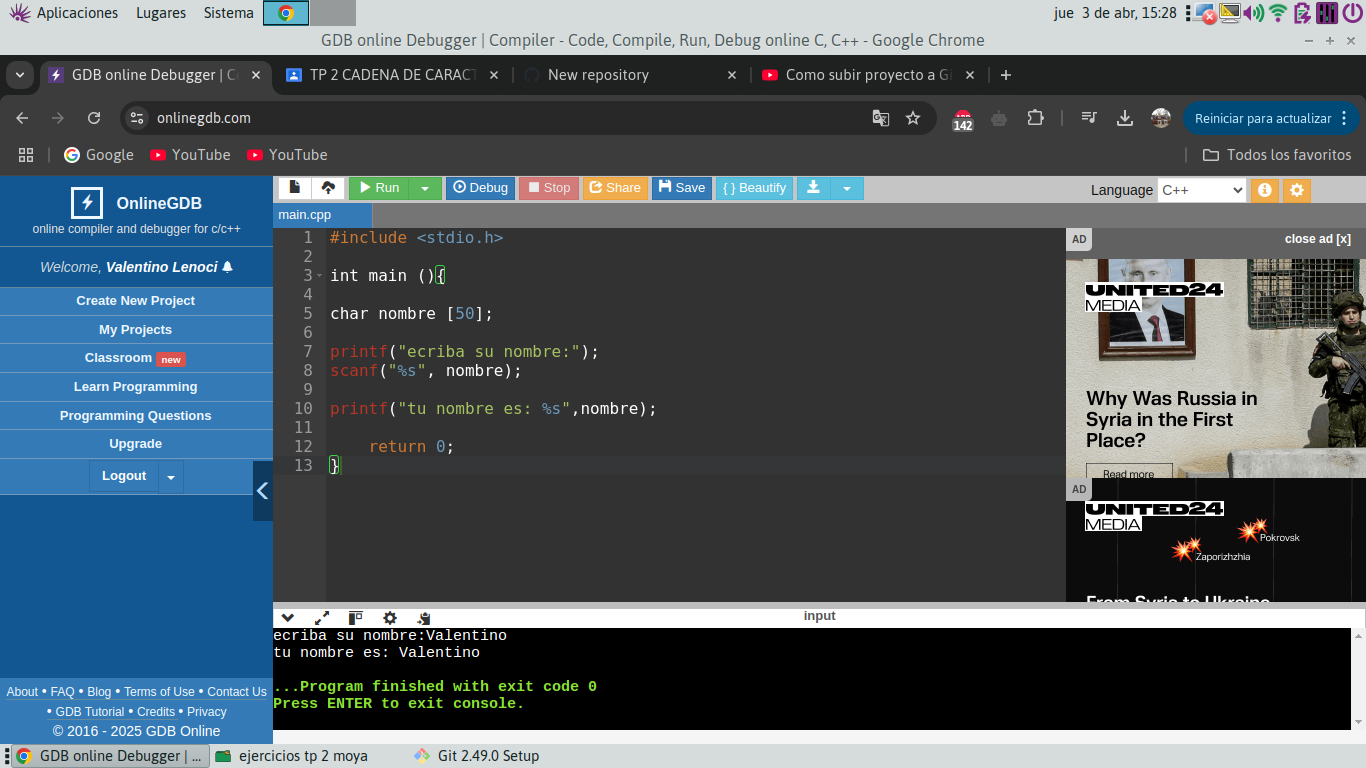 Aplicaciones Lugares Sistema jue 3 de abr, 15:28
GDB online Debugger | Compiler - Code, Compile, Run, Debug online C, C++ - Google Chrome
GDB online Debugger | C TP 2 CADENA DE CARACT New repository Como subir proyecto a Gi
onlinegdb.com 142 Reiniciar para actualizar
Google YouTube YouTube Todos los favoritos
OnlineGDB
online compiler and debugger for c/c++
Welcome, Valentino Lenoci
Create New Project
My Projects
Classroom new
Learn Programming
Programming Questions
Upgrade
Logout
About • FAQ • Blog • Terms of Use • Contact Us
• GDB Tutorial • Credits • Privacy
© 2016 - 2025 GDB Online
Run Debug Stop Share Save { } Beautify Language C++
main.cpp
1 #include <stdio.h>
2
3 int main (){
4
5 char nombre [50];
6
7 printf("ecriba su nombre:");
8 scanf("%s", nombre);
9
10 printf("tu nombre es: %s",nombre);
11
12 return 0;
13 }
AD close ad [x]
UNITED24
MEDIA
Why Was Russia in
Syria in the First
Place?
Read more
AD
UNITED24
MEDIA
Pokrovsk
Zaporizhzhia
From Syria to Ukraine
input
ecriba su nombre:Valentino
tu nombre es: Valentino
...Program finished with exit code 0
Press ENTER to exit console.
GDB online Debugger | ... ejercicios tp 2 moya Git 2.49.0 Setup